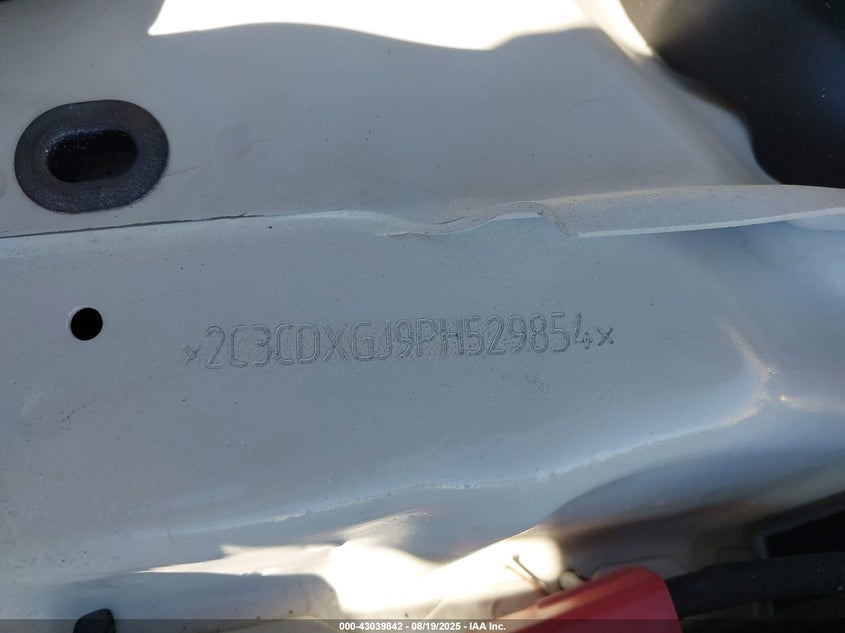 ×2C3CDXGJ9PH529854×
000-43039842 - 08/19/2025 - IAA Inc.